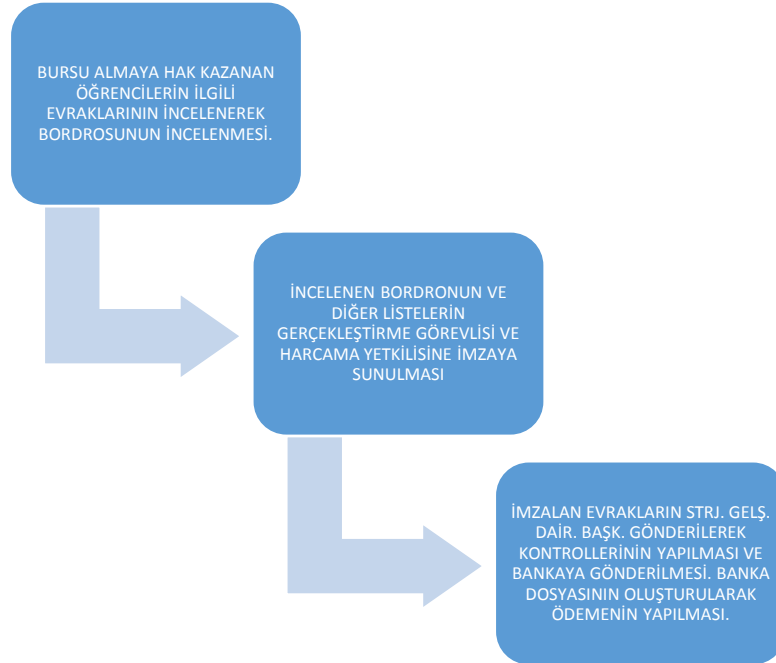 BURSU ALMAYA HAK KAZANAN
ÖĞRENCİLERİN İLGİLİ
EVRAKLARININ İNCELENEREK
BORDROSUNUN İNCELENMESİ.
İNCELENEN BORDRONUN VE
DİĞER LİSTELERİN
GERÇEKLEŞTİRME GÖREVLİSİ VE
HARCAMA YETKİLİSİNE İMZAYA
SUNULMASI
İMZALAN EVRAKLARIN STRJ. GELŞ.
DAİR. BAŞK. GÖNDERİLEREK
KONTROLLERİNİN YAPILMASI VE
BANKAYA GÖNDERİLMESİ. BANKA
DOSYASININ OLUŞTURULARAK
ÖDEMENİN YAPILMASI.